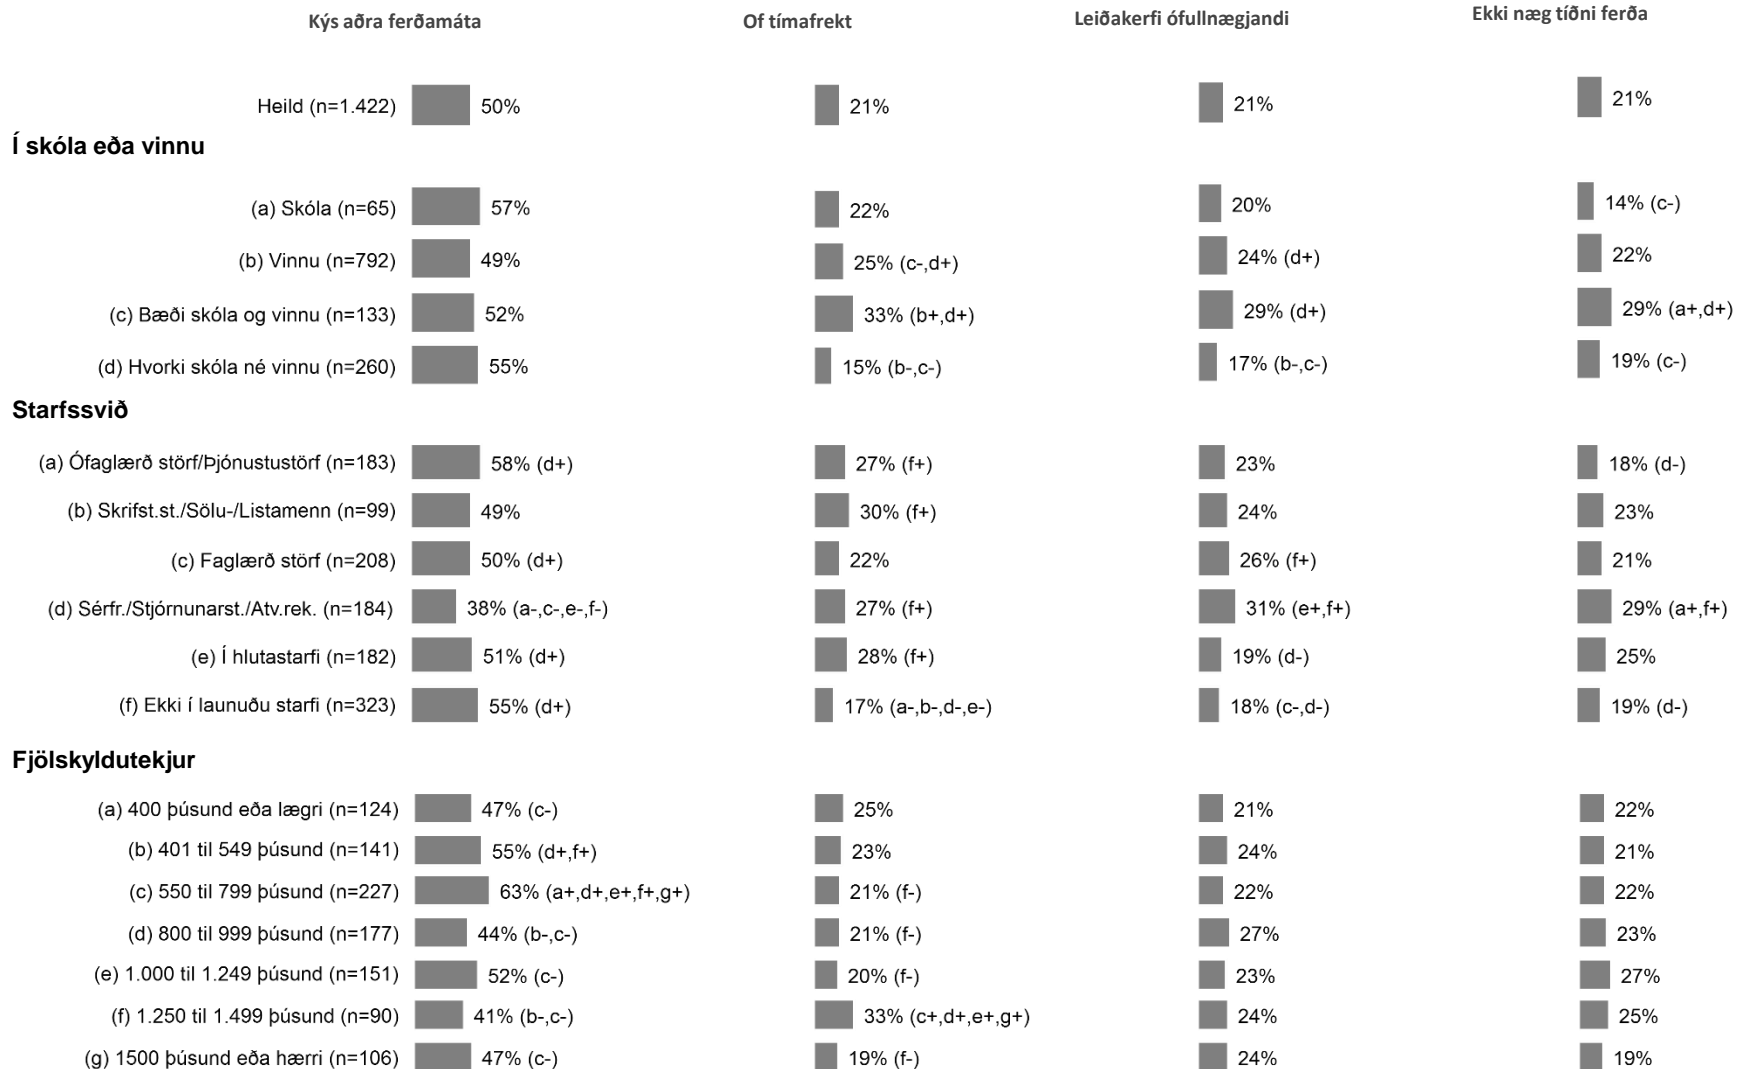 Kýs aðra ferðamáta Of tímafrekt Leiðakerfi ófullnægjandi Ekki næg tíðni ferða
Heild (n=1.422) 50% 21% 21% 21%
Í skóla eða vinnu
(a) Skóla (n=65) 57% 22% 20% 14% (c-)
(b) Vinnu (n=792) 49% 25% (c-,d+) 24% (d+) 22%
(c) Bæði skóla og vinnu (n=133) 52% 33% (b+,d+) 29% (d+) 29% (a+,d+)
(d) Hvorki skóla né vinnu (n=260) 55% 15% (b-,c-) 17% (b-,c-) 19% (c-)
Starfssvið
(a) Ófaglærð störf/Þjónustustörf (n=183) 58% (d+) 27% (f+) 23% 18% (d-)
(b) Skrifst.st./Sölu-/Listamenn (n=99) 49% 30% (f+) 24% 23%
(c) Faglærð störf (n=208) 50% (d+) 22% 26% (f+) 21%
(d) Sérfr./Stjórnunarst./Atv.rek. (n=184) 38% (a-,c-,e-,f-) 27% (f+) 31% (e+,f+) 29% (a+,f+)
(e) Í hlutastarfi (n=182) 51% (d+) 28% (f+) 19% (d-) 25%
(f) Ekki í launuðu starfi (n=323) 55% (d+) 17% (a-,b-,d-,e-) 18% (c-,d-) 19% (d-)
Fjölskyldutekjur
(a) 400 þúsund eða lægri (n=124) 47% (c-) 25% 21% 22%
(b) 401 til 549 þúsund (n=141) 55% (d+,f+) 23% 24% 21%
(c) 550 til 799 þúsund (n=227) 63% (a+,d+,e+,f+,g+) 21% (f-) 22% 22%
(d) 800 til 999 þúsund (n=177) 44% (b-,c-) 21% (f-) 27% 23%
(e) 1.000 til 1.249 þúsund (n=151) 52% (c-) 20% (f-) 23% 27%
(f) 1.250 til 1.499 þúsund (n=90) 41% (b-,c-) 33% (c+,d+,e+,g+) 24% 25%
(g) 1500 þúsund eða hærri (n=106) 47% (c-) 19% (f-) 24% 19%